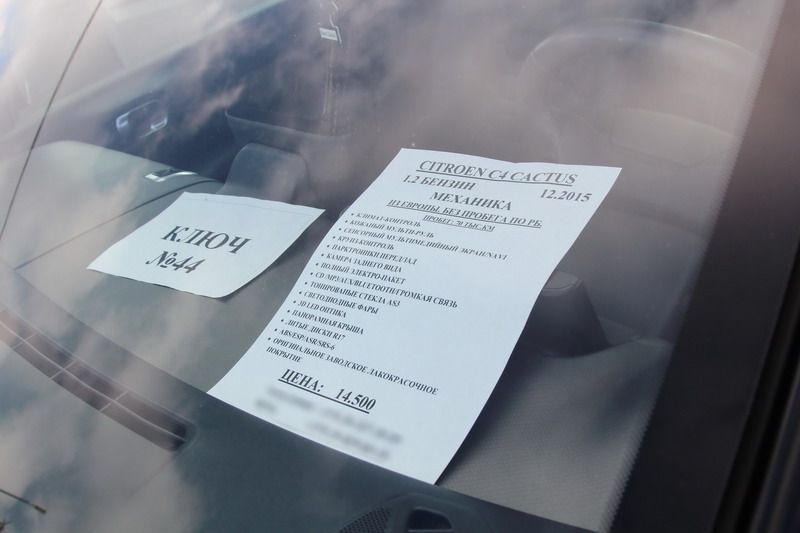 КЛЮЧ
№44
CITROEN C4 CACTUS
1.2 БЕНЗИН 12.2015
МЕХАНИКА
ИЗ ЕВРОПЫ, БЕЗ ПРОБЕГА ПО РБ.
ПРОБЕГ: 70 ТЫС.КМ
• КЛИМАТ-КОНТРОЛЬ
• КОЖАНЫЙ МУЛЬТИ-РУЛЬ
• СЕНСОРНЫЙ МУЛЬТИМЕДИЙНЫЙ ЭКРАН/NAVI
• КРУИЗ КОНТРОЛЬ
• ПАРКТРОНИКИ ПЕРЕД/ЗАД
• КАМЕРА ЗАДНЕГО ВИДА
• ПОЛНЫЙ ЭЛЕКТРО-ПАКЕТ
• CD/MP3/AUX/BLUETOOTH/ГРОМКАЯ СВЯЗЬ
• ТОНИРОВАНЫЕ СТЕКЛА AS3
• СВЕТОДИОДНЫЕ ФАРЫ
• 3D LED ОПТИКА
• ПАНОРАМНАЯ КРЫША
• ЛИТЫЕ ДИСКИ R17
• ABS/ESP/ASR/SRS-6
• ОРИГИНАЛЬНОЕ ЗАВОДСКОЕ ЛАКОКРАСОЧНОЕ
ПОКРЫТИЕ
ЦЕНА: 14.500